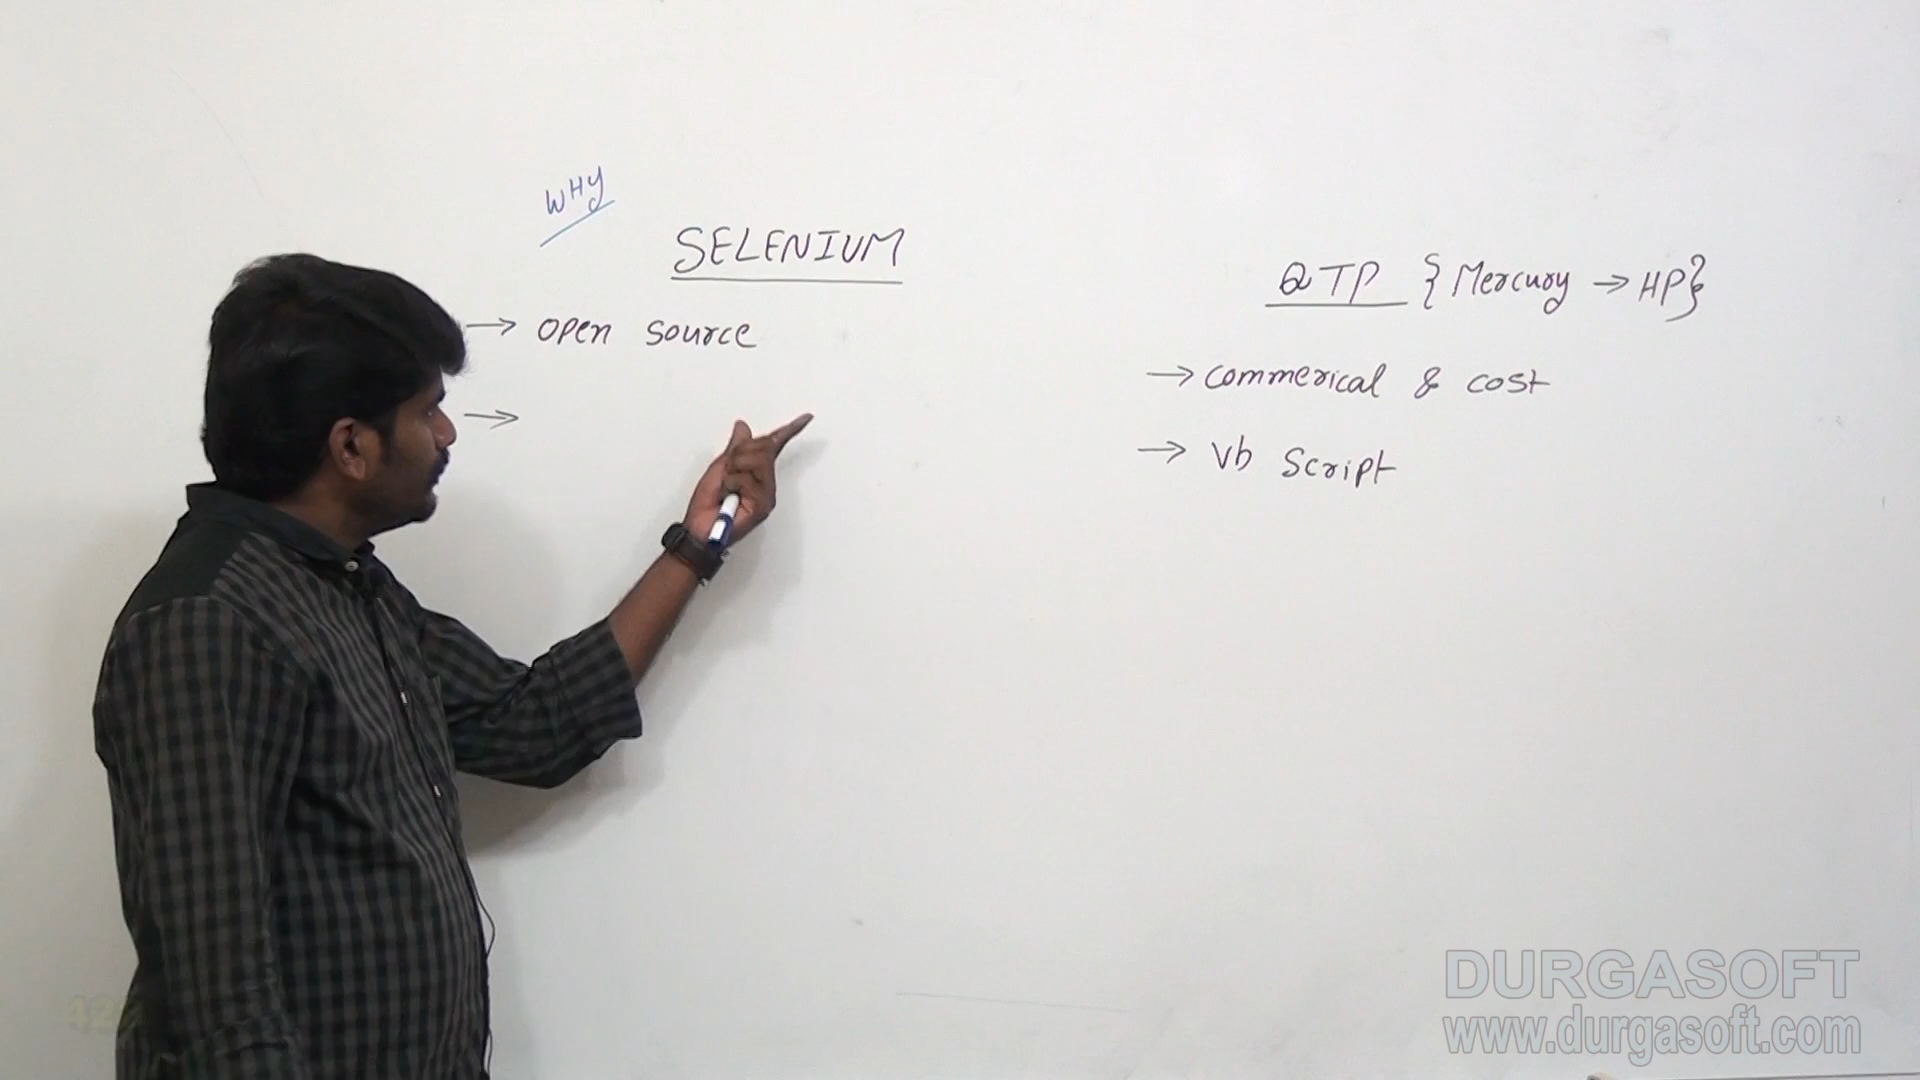 WHY
SELENIUM
→ open source
→
QTP { Mercury → HP}
→ commerical & cost
→ Vb Script
DURGASOFT
www.durgasoft.com